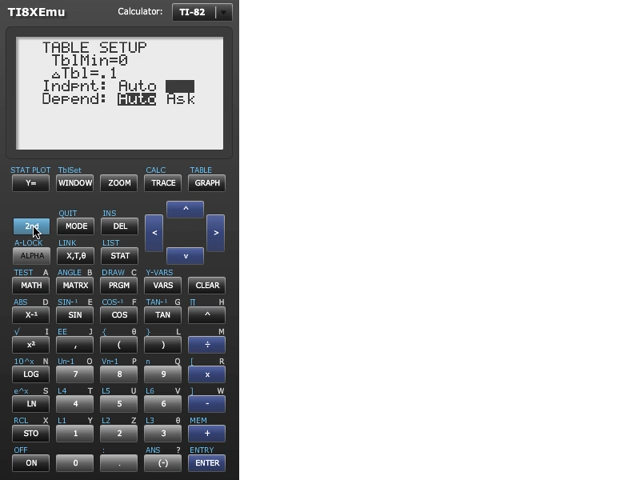 TI8XEmu Calculator: TI-82
TABLE SETUP
TblMin=0
△Tbl=.1
Indpnt: Auto
Depend: Auto Ask
STAT PLOT TblSet CALC TABLE
Y= WINDOW ZOOM TRACE GRAPH
QUIT INS ^
2nd MODE DEL < >
A-LOCK LINK LIST
ALPHA X,T,θ STAT v
TEST A ANGLE B DRAW C Y-VARS
MATH MATRX PRGM VARS CLEAR
ABS D SIN⁻¹ E COS⁻¹ F TAN⁻¹ G Π H
X⁻¹ SIN COS TAN ^
√ I EE J { θ } L M
x² , ( ) ÷
10^x N Un-1 O Vn-1 P n Q [ R
LOG 7 8 9 x
e^x S L4 T L5 U L6 V ] W
LN 4 5 6 -
RCL X L1 Y L2 Z L3 θ MEM
STO 1 2 3 +
OFF : ANS ? ENTRY
ON 0 . (-) ENTER